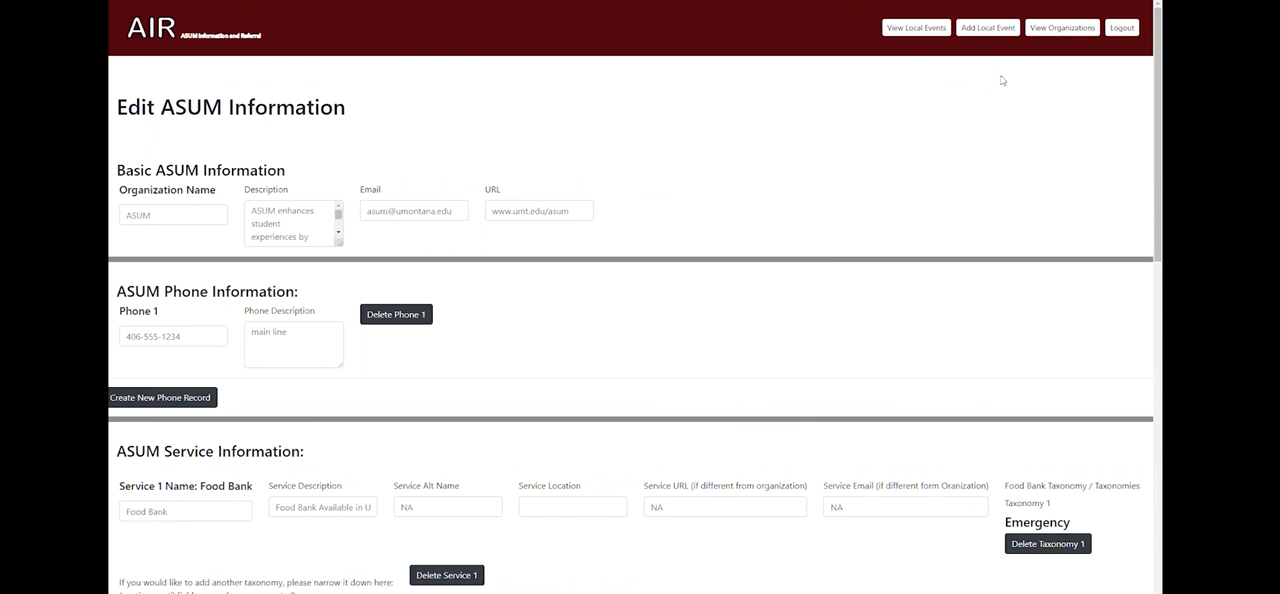 AIR ASUM Information and Referral
View Local Events Add Local Event View Organizations Logout
Edit ASUM Information
Basic ASUM Information
Organization Name Description Email URL
ASUM
ASUM enhances
student
experiences by
asum@umontana.edu
www.umt.edu/asum
ASUM Phone Information:
Phone 1 Phone Description
406-555-1234
main line
Delete Phone 1
Create New Phone Record
ASUM Service Information:
Service 1 Name: Food Bank Service Description Service Alt Name Service Location Service URL (if different from organization) Service Email (if different form Oranization) Food Bank Taxonomy / Taxonomies
Food Bank Food Bank Available in U NA NA NA
Taxonomy 1
Emergency
Delete Taxonomy 1
If you would like to add another taxonomy, please narrow it down here:
Delete Service 1